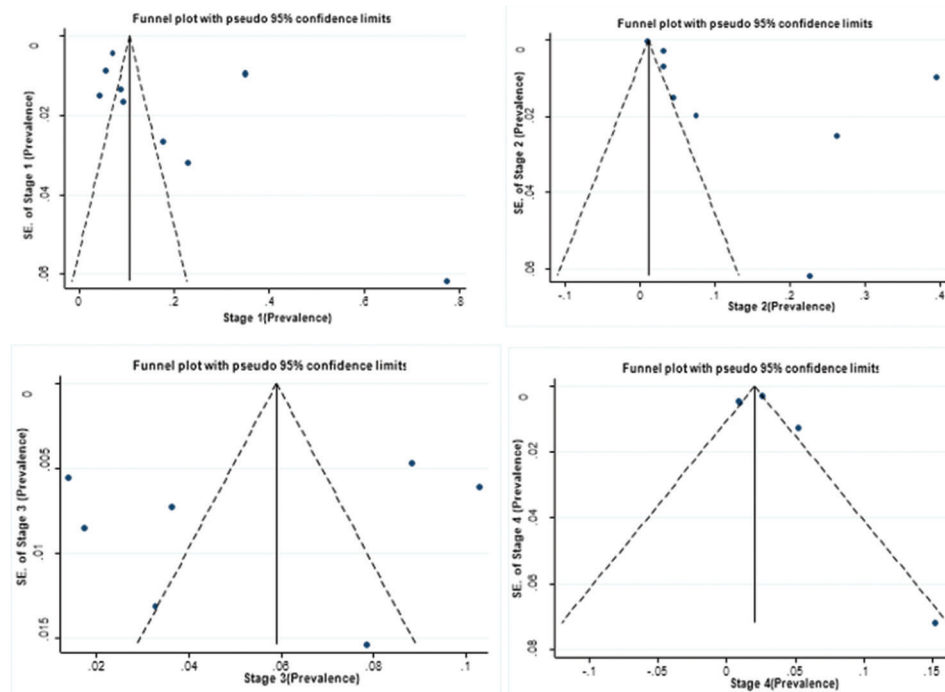 Funnel plot with pseudo 95% confidence limits
SE. of Stage 1 (Prevalence)
0
.02
.04
.06
0 .2 .4 .6 .8
Stage 1(Prevalence)
Funnel plot with pseudo 95% confidence limits
SE. of Stage 2 (Prevalence)
0
.02
.04
.06
-.1 0 .1 .2 .3 .4
Stage 2(Prevalence)
Funnel plot with pseudo 95% confidence limits
SE. of Stage 3 (Prevalence)
0
.005
.01
.015
.02 .04 .06 .08 .1
Stage 3(Prevalence)
Funnel plot with pseudo 95% confidence limits
SE. of Stage 4 (Prevalence)
0
.02
.04
.06
.08
-.1 -.05 0 .05 .1 .15
Stage 4(Prevalence)